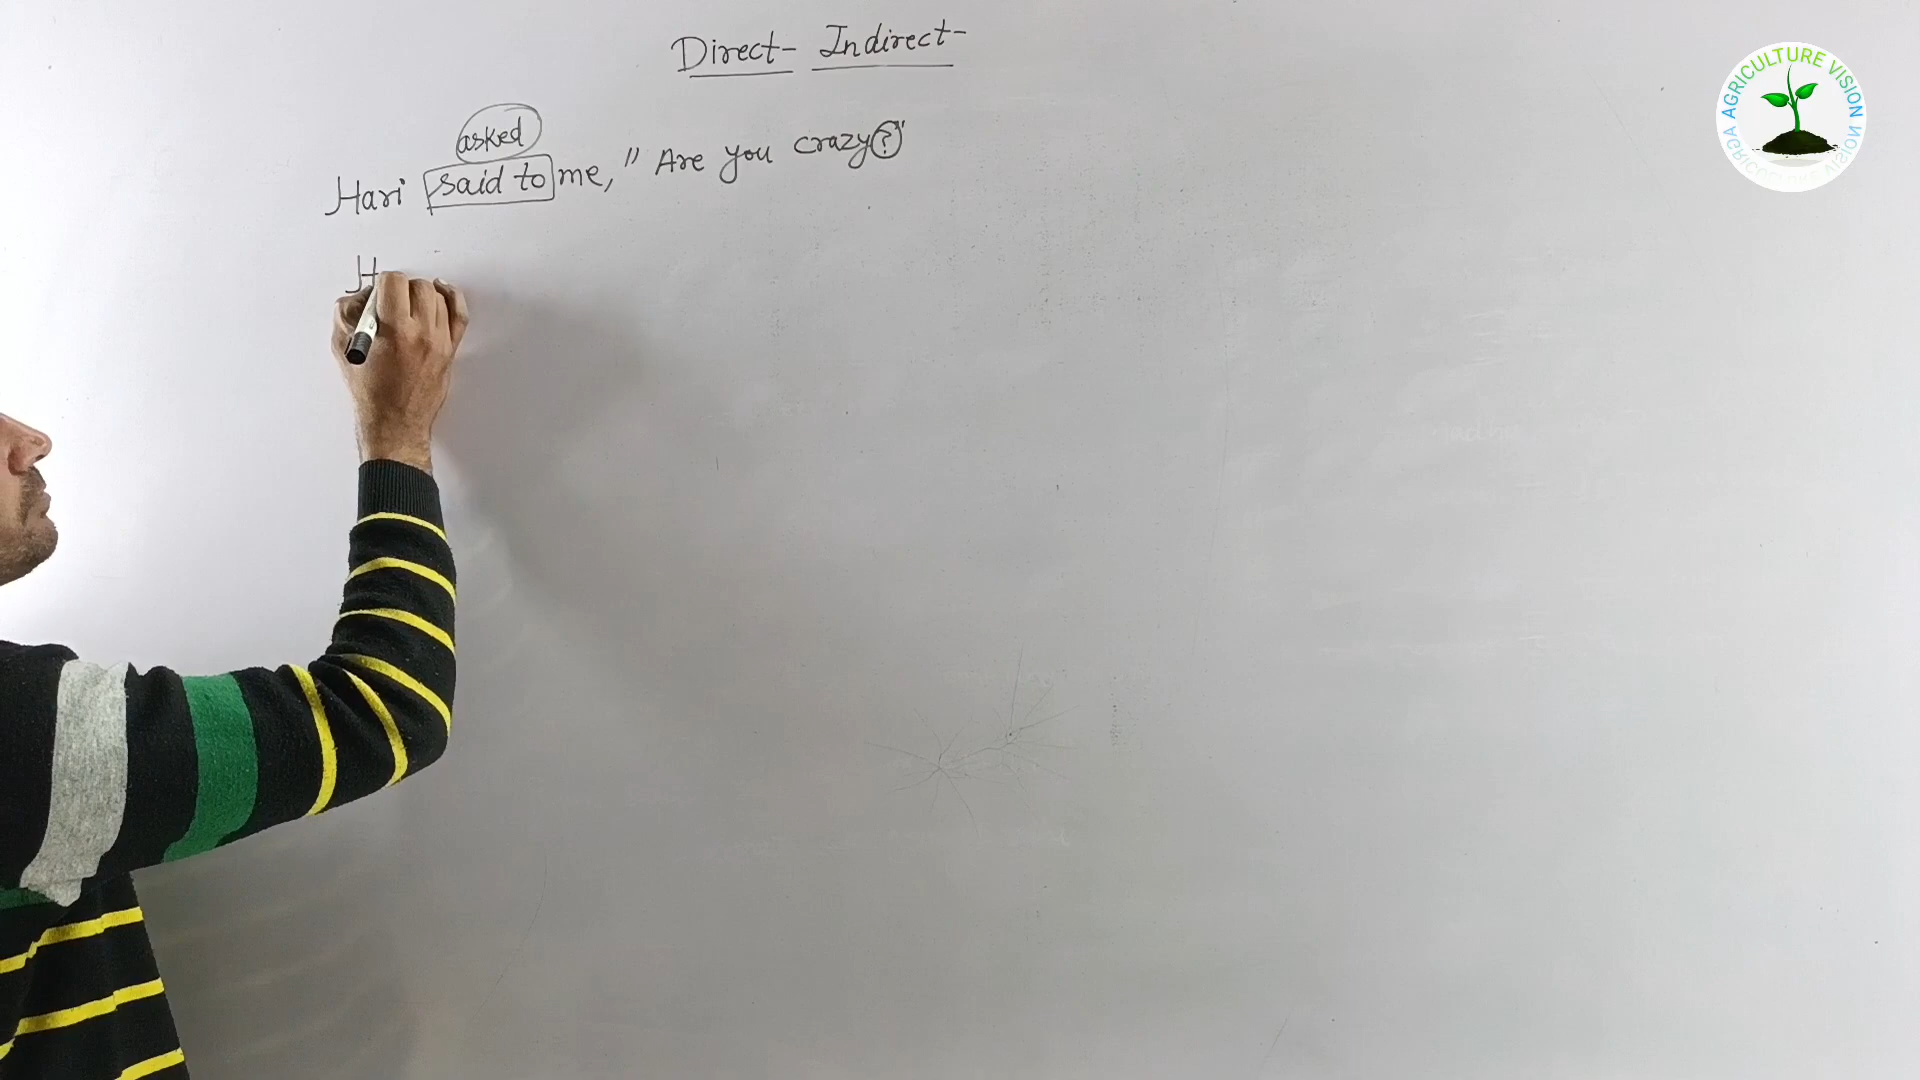 Direct- Indirect-
asked
Hari said to me, " Are you crazy?"
H
AGRICULTURE VISION